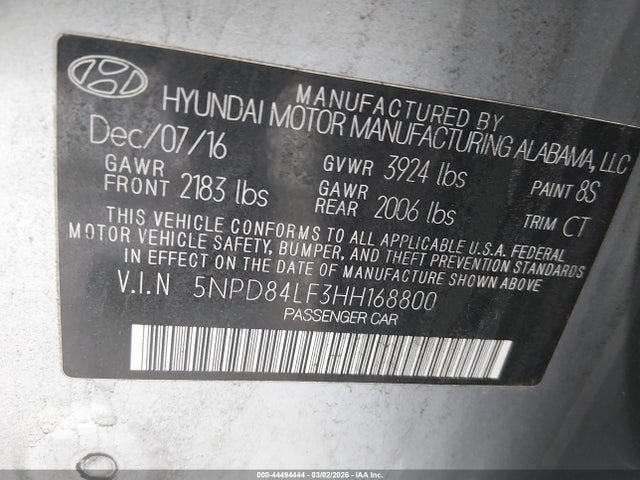 MANUFACTURED BY
HYUNDAI MOTOR MANUFACTURING ALABAMA, LLC
Dec/07/16
GAWR FRONT 2183 lbs
GVWR 3924 lbs
GAWR REAR 2006 lbs
PAINT 8S
TRIM CT
THIS VEHICLE CONFORMS TO ALL APPLICABLE U.S.A. FEDERAL
MOTOR VEHICLE SAFETY, BUMPER, AND THEFT PREVENTION STANDARDS
IN EFFECT ON THE DATE OF MANUFACTURE SHOWN ABOVE.
V.I.N 5NPD84LF3HH168800
PASSENGER CAR
000-44494444 - 03/02/2026 - IAAI.COM